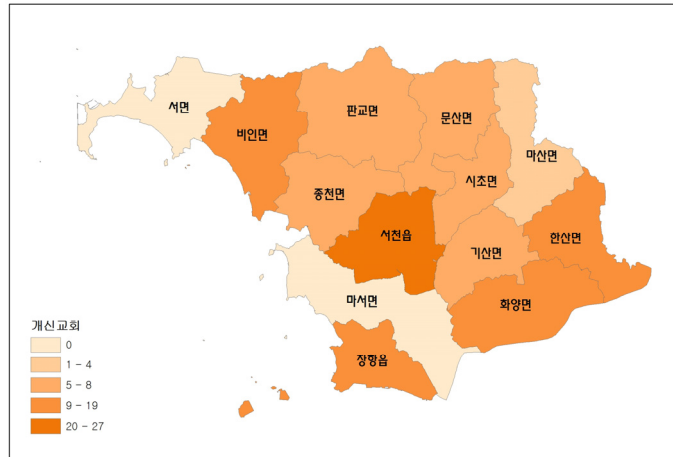 서면
비인면
판교면
문산면
마산면
시초면
종천면
서천읍
한산면
기산면
마서면
화양면
장항읍
개신교회
0
1 - 4
5 - 8
9 - 19
20 - 27